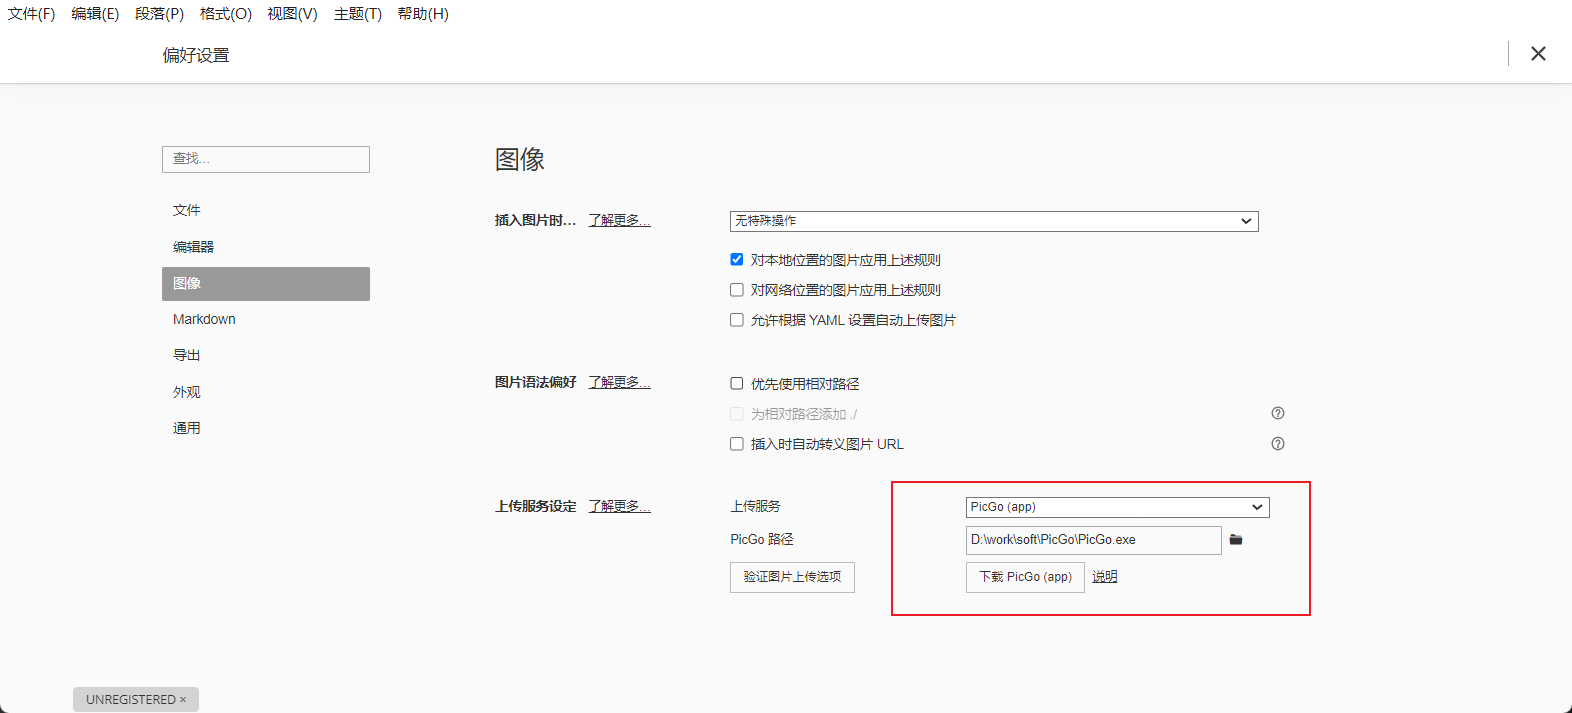 文件(F) 编辑(E) 段落(P) 格式(O) 视图(V) 主题(T) 帮助(H)
偏好设置
查找...
文件
编辑器
图像
Markdown
导出
外观
通用
图像
插入图片时... 了解更多... 无特殊操作
对本地位置的图片应用上述规则
对网络位置的图片应用上述规则
允许根据 YAML 设置自动上传图片
图片语法偏好 了解更多... 优先使用相对路径
为相对路径添加 ./
插入时自动转义图片 URL
上传服务设定 了解更多... 上传服务 PicGo (app)
PicGo 路径 D:\work\soft\PicGo\PicGo.exe
验证图片上传选项 下载 PicGo (app) 说明
UNREGISTERED ×